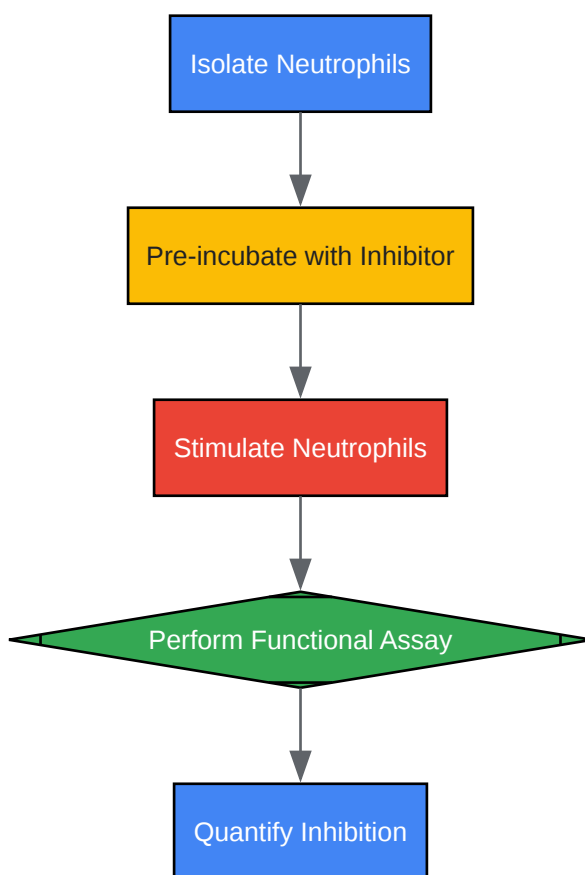 Isolate Neutrophils
Pre-incubate with Inhibitor
Stimulate Neutrophils
Perform Functional Assay
Quantify Inhibition